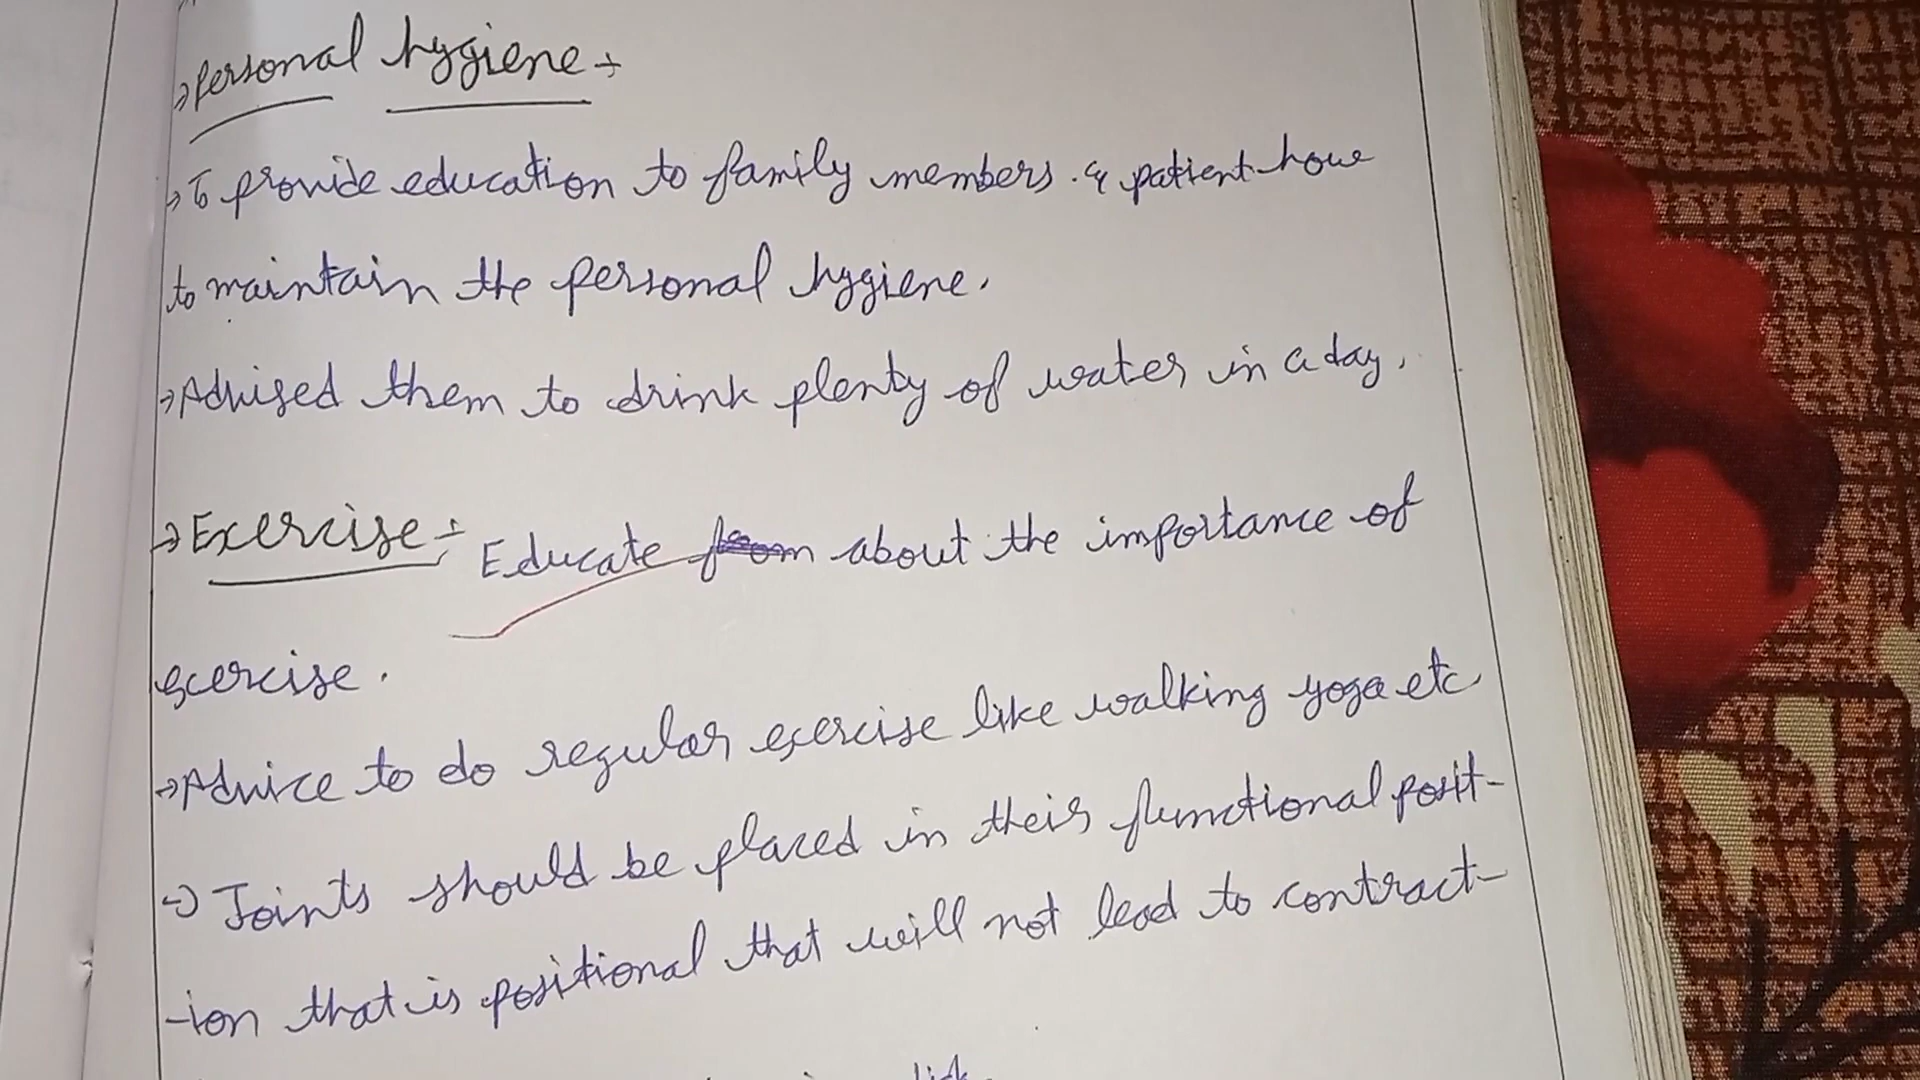 → Personal hygiene :-
→ To provide education to family members & patient how
to maintain the personal hygiene.
→ Advised them to drink plenty of water in a day.
→ Exercise :- Educate about the importance of
exercise.
→ Advice to do regular exercise like walking yoga etc
→ Joints should be placed in their functional posit-
-ion that is positional that will not lead to contract-